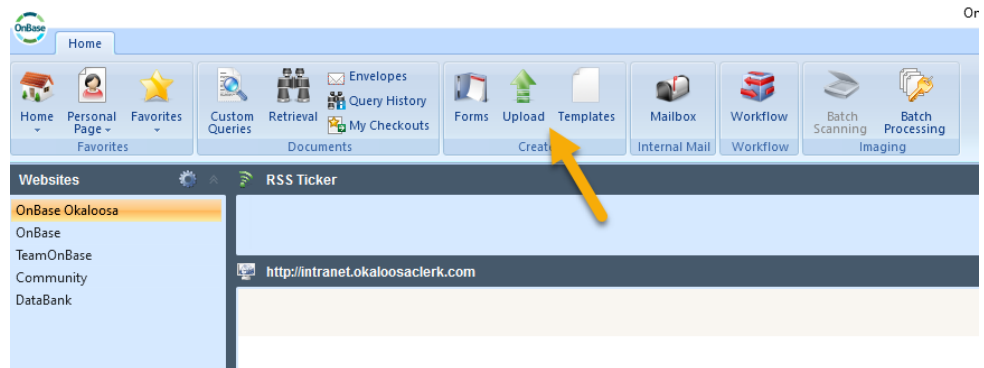 On
OnBase
Home
Home
Personal Page
Favorites
Favorites
Custom Queries
Retrieval
Envelopes
Query History
My Checkouts
Documents
Forms
Upload
Templates
Create
Mailbox
Internal Mail
Workflow
Workflow
Batch Scanning
Batch Processing
Imaging
Websites
RSS Ticker
OnBase Okaloosa
OnBase
TeamOnBase
Community
DataBank
http://intranet.okaloosaclerk.com